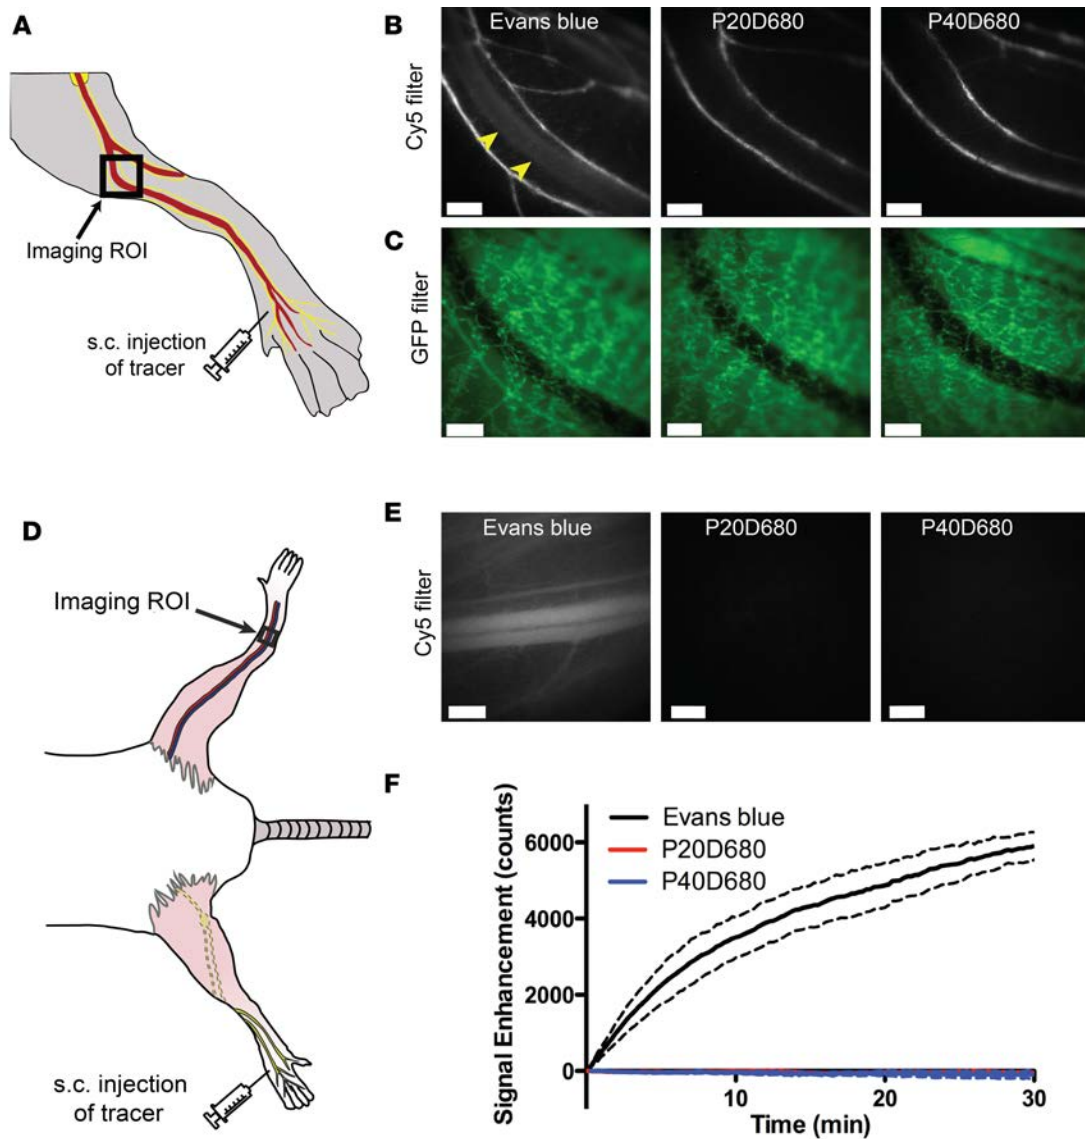 A
Imaging ROI
s.c. injection
of tracer
B
Evans blue
P20D680
P40D680
Cy5 filter
C
GFP filter
D
Imaging ROI
s.c. injection
of tracer
E
Evans blue
P20D680
P40D680
Cy5 filter
F
Signal Enhancement (counts)
6000
4000
2000
0
Evans blue
P20D680
P40D680
10
20
30
Time (min)